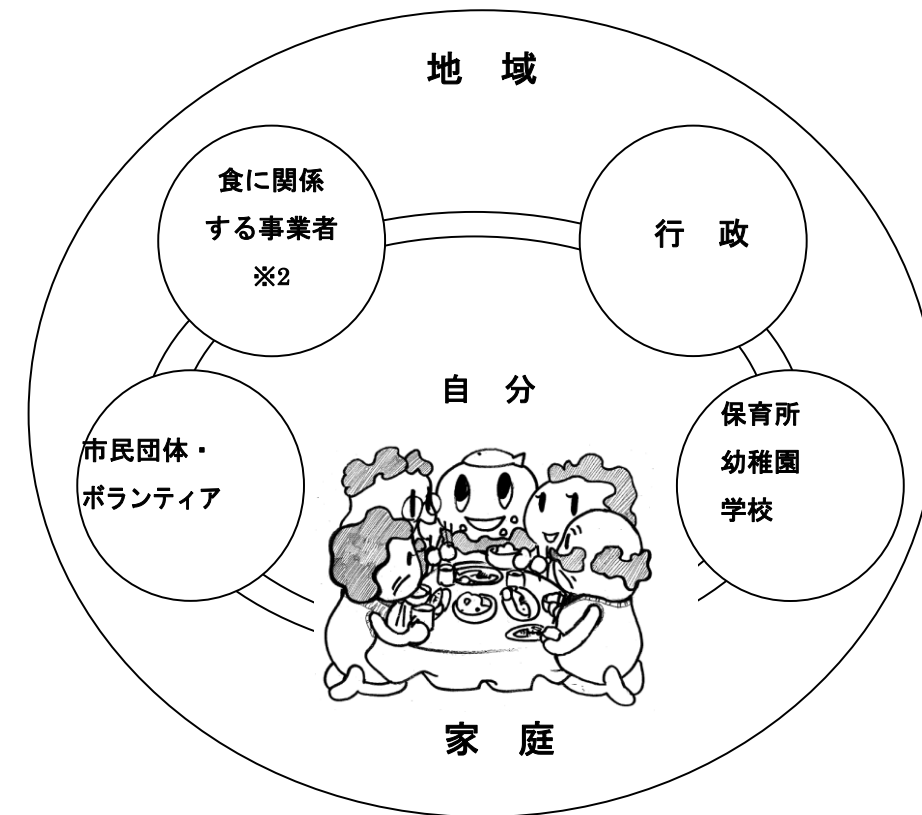 地　域
食に関係
する事業者
※2
行　政
自　分
市民団体・
ボランティア
保育所
幼稚園
学校
家　庭